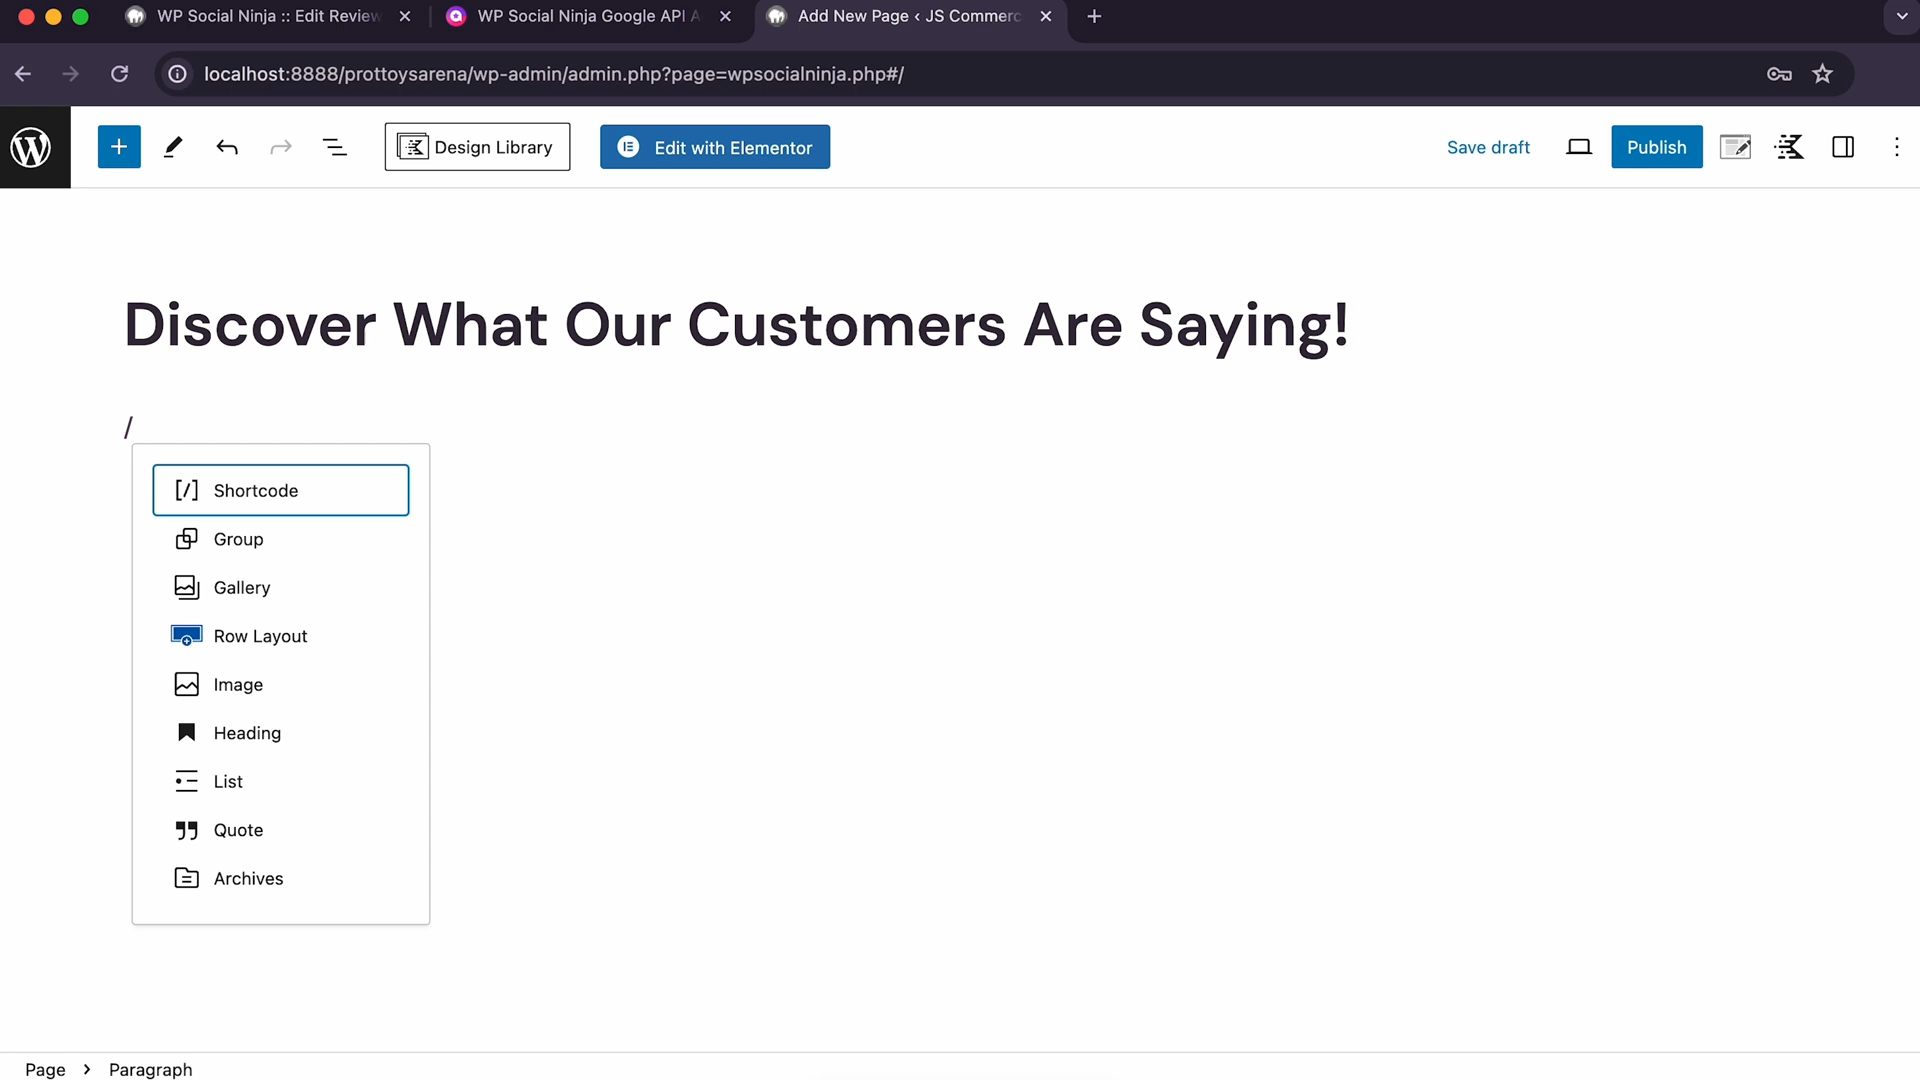 WP Social Ninja :: Edit Review
WP Social Ninja Google API A
Add New Page ‹ JS Commerc
localhost:8888/prottoysarena/wp-admin/admin.php?page=wpsocialninja.php#/
Design Library
Edit with Elementor
Save draft
Publish
Discover What Our Customers Are Saying!
/
[/] Shortcode
Group
Gallery
Row Layout
Image
Heading
List
Quote
Archives
Page › Paragraph